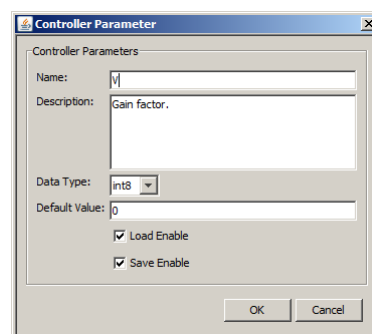 Controller Parameter
Controller Parameters
Name: V
Description: Gain factor.
Data Type: int8
Default Value: 0
Load Enable
Save Enable
OK Cancel